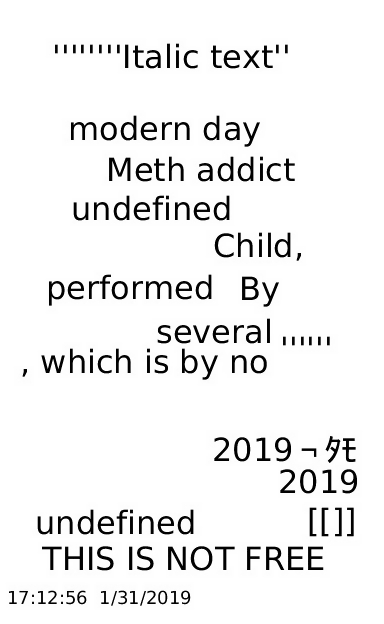 ''''''''Italic text''
modern day
Meth addict
undefined
Child,
performed By
several ,,,,,,
, which is by no
2019 ¬ ﾀﾓ
2019
undefined [[]]
THIS IS NOT FREE
17:12:56 1/31/2019